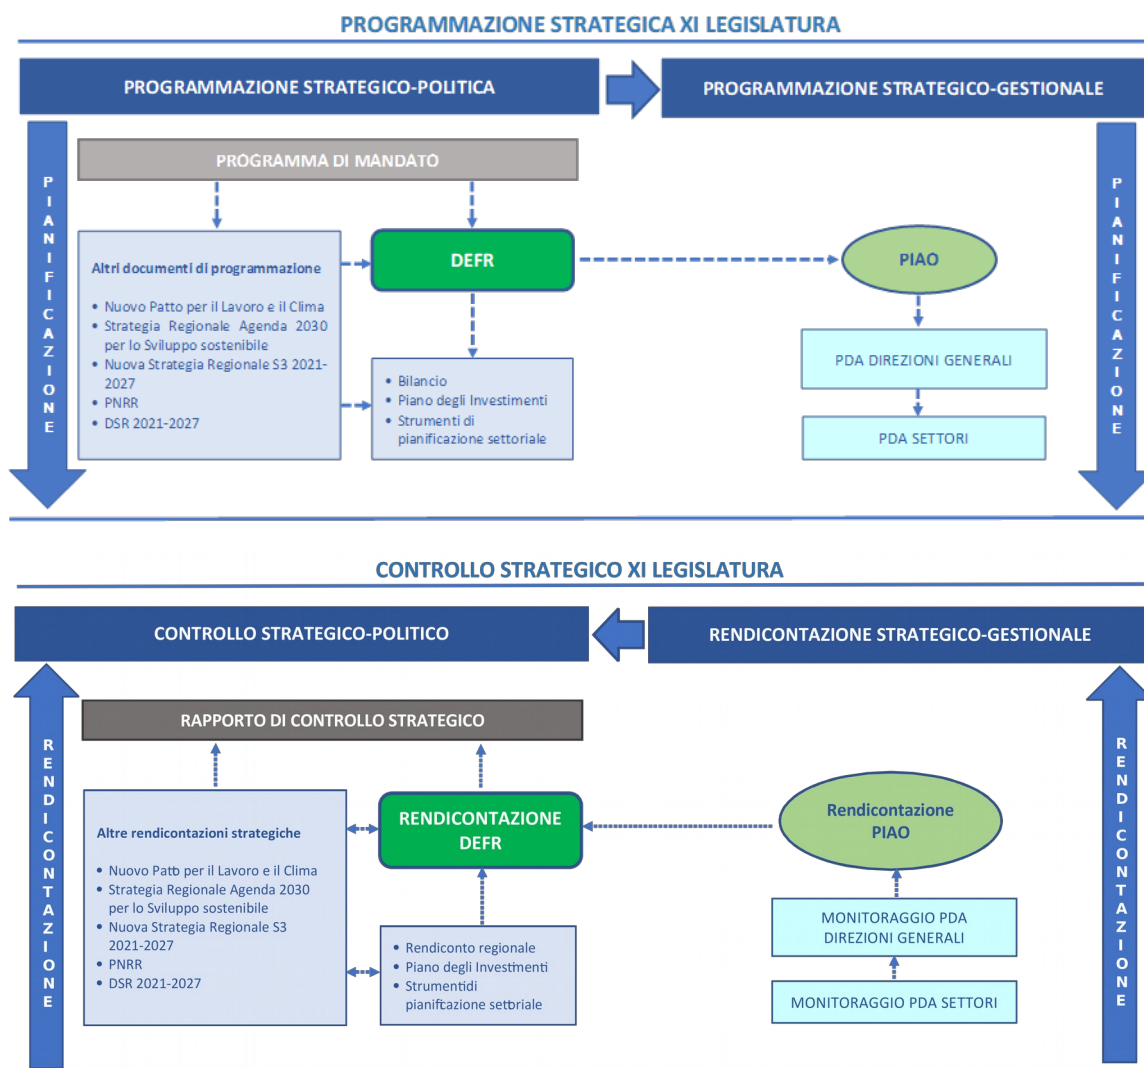 PROGRAMMAZIONE STRATEGICA XI LEGISLATURA
PROGRAMMAZIONE STRATEGICO-POLITICA
PROGRAMMAZIONE STRATEGICO-GESTIONALE
PIANIFICAZIONE
PROGRAMMA DI MANDATO
Altri documenti di programmazione
• Nuovo Patto per il Lavoro e il Clima
• Strategia Regionale Agenda 2030
per lo Sviluppo sostenibile
• Nuova Strategia Regionale S3 2021-
2027
• PNRR
• DSR 2021-2027
DEFR
• Bilancio
• Piano degli Investimenti
• Strumenti di
pianificazione settoriale
PIAO
PDA DIREZIONI GENERALI
PDA SETTORI
PIANIFICAZIONE
CONTROLLO STRATEGICO XI LEGISLATURA
CONTROLLO STRATEGICO-POLITICO
RENDICONTAZIONE STRATEGICO-GESTIONALE
RENDICONTAZIONE
RAPPORTO DI CONTROLLO STRATEGICO
Altre rendicontazioni strategiche
• Nuovo Patto per il Lavoro e il Clima
• Strategia Regionale Agenda 2030
per lo Sviluppo sostenibile
• Nuova Strategia Regionale S3
2021-2027
• PNRR
• DSR 2021-2027
RENDICONTAZIONE
DEFR
• Rendiconto regionale
• Piano degli Investimenti
• Strumentidi
pianificazione settoriale
Rendicontazione
PIAO
MONITORAGGIO PDA
DIREZIONI GENERALI
MONITORAGGIO PDA SETTORI
RENDICONTAZIONE